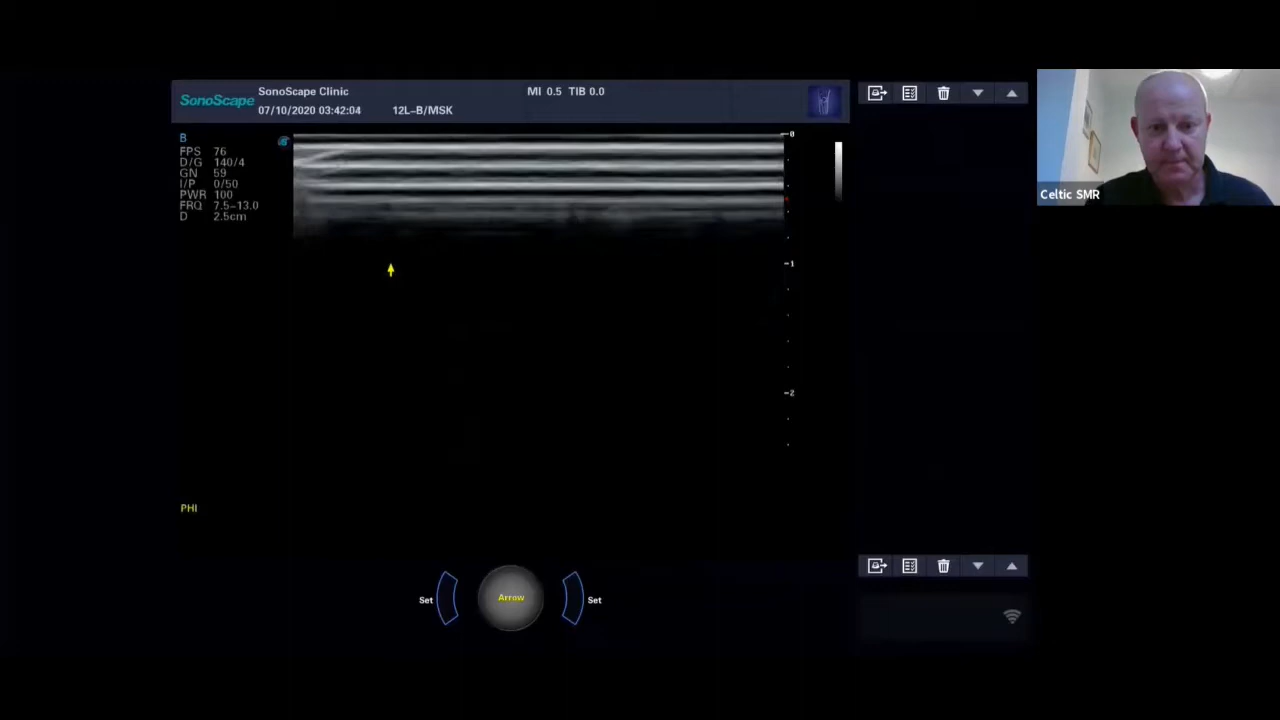 SonoScape
SonoScape Clinic
07/10/2020 03:42:04
12L-B/MSK
MI 0.5 TIB 0.0
B
FPS 76
D/G 140/4
GN 59
I/P 0/50
PWR 100
FRQ 7.5-13.0
D 2.5cm
0
1
2
PHI
Set
Arrow
Set
Celtic SMR